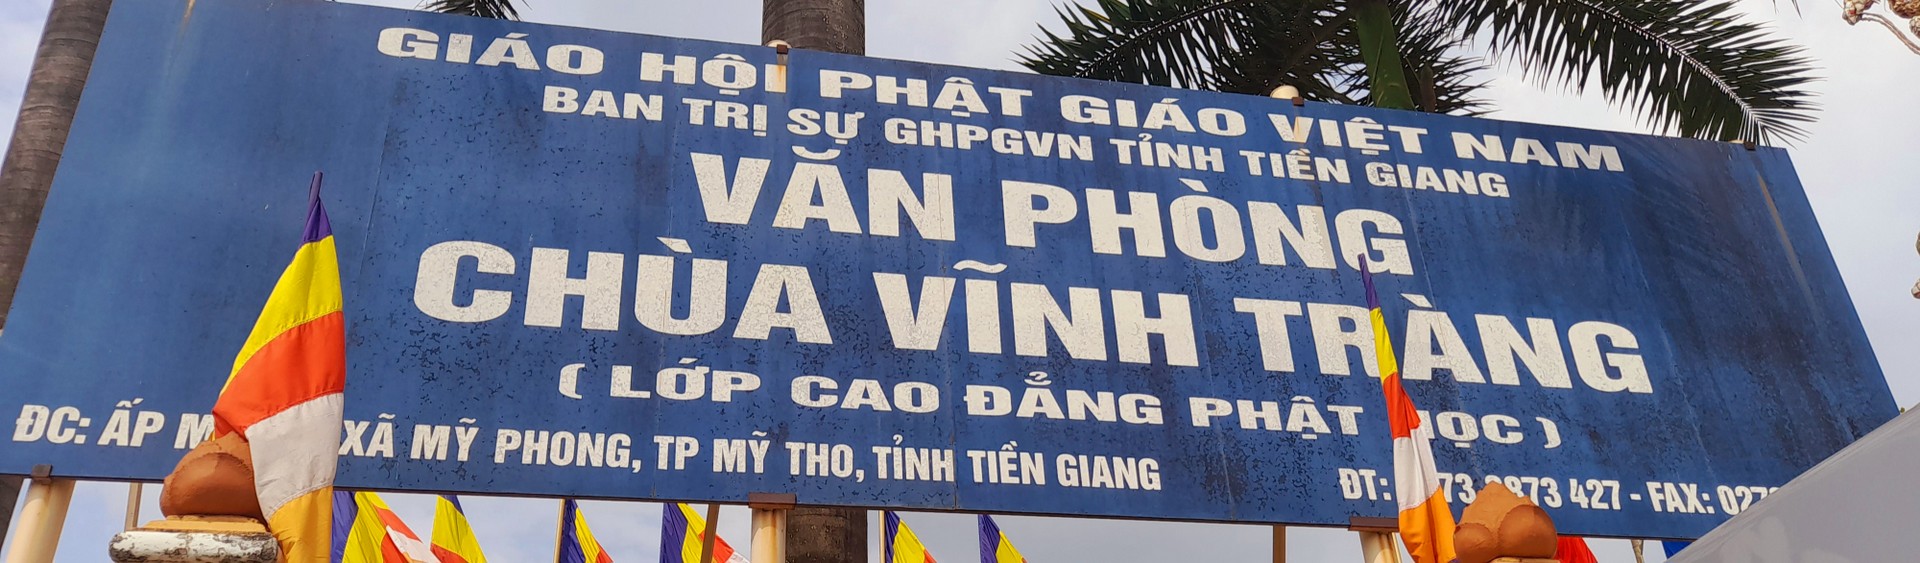 GIÁO HỘI PHẬT GIÁO VIỆT NAM
BAN TRỊ SỰ GHPGVN TỈNH TIỀN GIANG
VĂN PHÒNG
CHÙA VĨNH TRÀNG
( LỚP CAO ĐẲNG PHẬT HỌC )
ĐC: ẤP XÃ MỸ PHONG, TP MỸ THO, TỈNH TIỀN GIANG
ĐT: 427 - FAX: